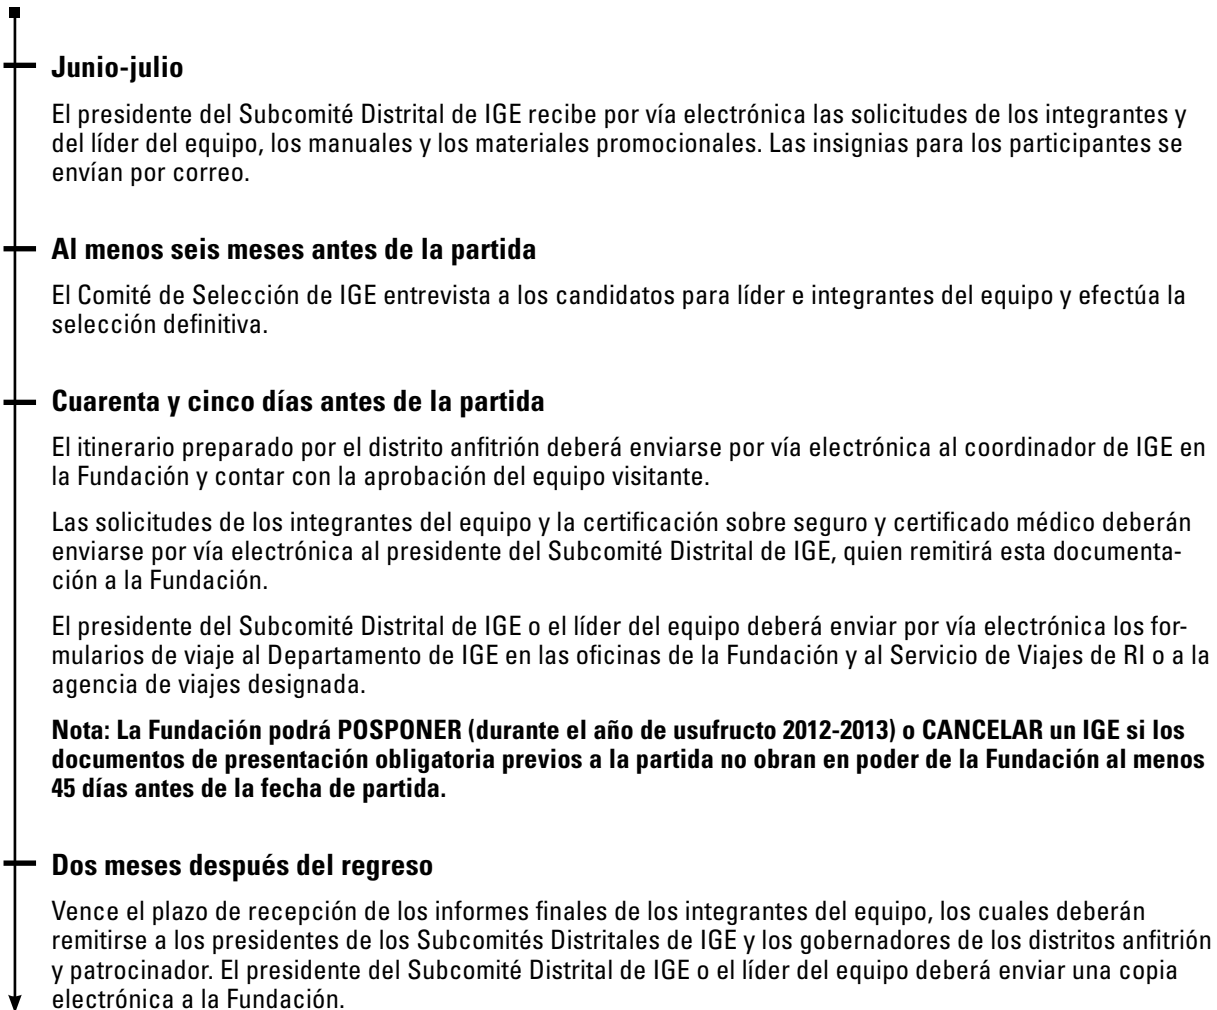 Junio-julio
El presidente del Subcomité Distrital de IGE recibe por vía electrónica las solicitudes de los integrantes y
del líder del equipo, los manuales y los materiales promocionales. Las insignias para los participantes se
envían por correo.
Al menos seis meses antes de la partida
El Comité de Selección de IGE entrevista a los candidatos para líder e integrantes del equipo y efectúa la
selección definitiva.
Cuarenta y cinco días antes de la partida
El itinerario preparado por el distrito anfitrión deberá enviarse por vía electrónica al coordinador de IGE en
la Fundación y contar con la aprobación del equipo visitante.
Las solicitudes de los integrantes del equipo y la certificación sobre seguro y certificado médico deberán
enviarse por vía electrónica al presidente del Subcomité Distrital de IGE, quien remitirá esta documenta-
ción a la Fundación.
El presidente del Subcomité Distrital de IGE o el líder del equipo deberá enviar por vía electrónica los for-
mularios de viaje al Departamento de IGE en las oficinas de la Fundación y al Servicio de Viajes de RI o a la
agencia de viajes designada.
Nota: La Fundación podrá POSPONER (durante el año de usufructo 2012-2013) o CANCELAR un IGE si los
documentos de presentación obligatoria previos a la partida no obran en poder de la Fundación al menos
45 días antes de la fecha de partida.
Dos meses después del regreso
Vence el plazo de recepción de los informes finales de los integrantes del equipo, los cuales deberán
remitirse a los presidentes de los Subcomités Distritales de IGE y los gobernadores de los distritos anfitrión
y patrocinador. El presidente del Subcomité Distrital de IGE o el líder del equipo deberá enviar una copia
electrónica a la Fundación.